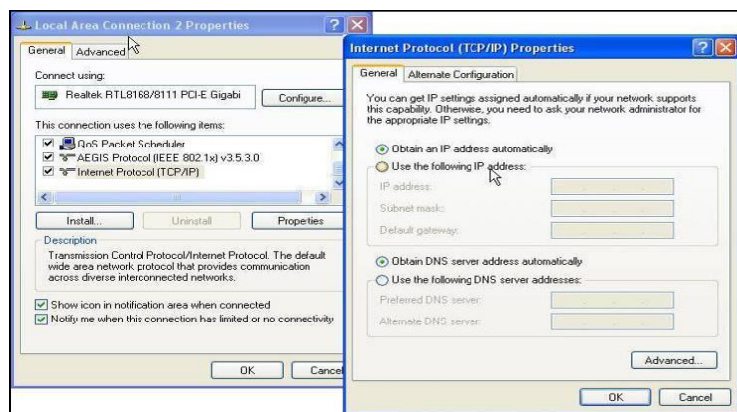 Local Area Connection 2 Properties
General
Advanced
Connect using:
Realtek RTL8168/8111 PCI-E Gigabi
Configure...
This connection uses the following items:
QoS Packet Scheduler
AEGIS Protocol (IEEE 802.1x) v3.5.3.0
Internet Protocol (TCP/IP)
Install...
Uninstall
Properties
Description
Transmission Control Protocol/Internet Protocol. The default
wide area network protocol that provides communication
across diverse interconnected networks.
Show icon in notification area when connected
Notify me when this connection has limited or no connectivity
OK
Cancel
Internet Protocol (TCP/IP) Properties
General
Alternate Configuration
You can get IP settings assigned automatically if your network supports
this capability. Otherwise, you need to ask your network administrator for
the appropriate IP settings.
Obtain an IP address automatically
Use the following IP address:
IP address:
Subnet mask:
Default gateway:
Obtain DNS server address automatically
Use the following DNS server addresses:
Preferred DNS server:
Alternate DNS server:
Advanced...
OK
Cancel